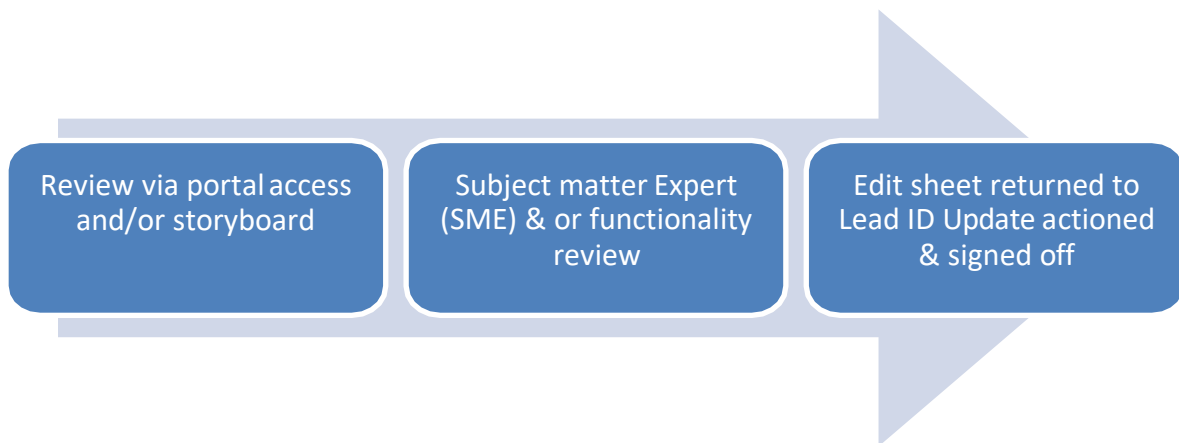 Review via portal access
and/or storyboard
Subject matter Expert
(SME) & or functionality
review
Edit sheet returned to
Lead ID Update actioned
& signed off